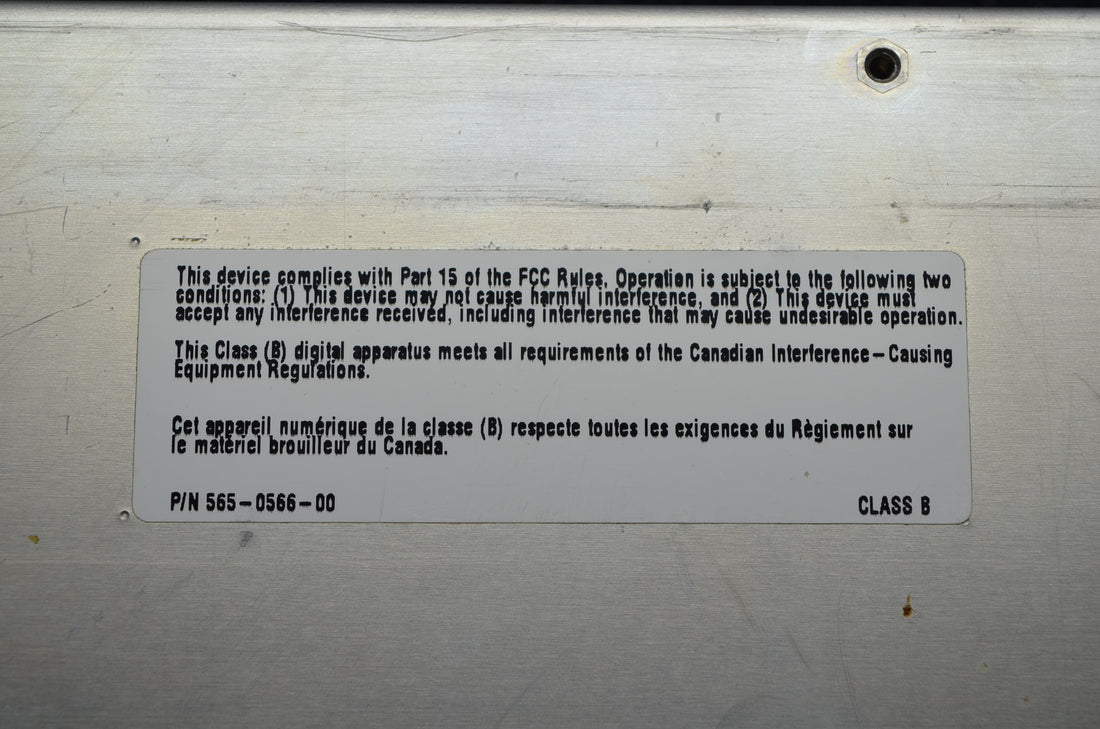 This device complies with Part 15 of the FCC Rules. Operation is subject to the following two
conditions: (1) This device may not cause harmful interference, and (2) This device must
accept any interference received, including interference that may cause undesirable operation.
This Class (B) digital apparatus meets all requirements of the Canadian Interference–Causing
Equipment Regulations.
Cet appareil numérique de la classe (B) respecte toutes les exigences du Règiement sur
le matériel brouilleur du Canada.
P/N 565–0566–00
CLASS B